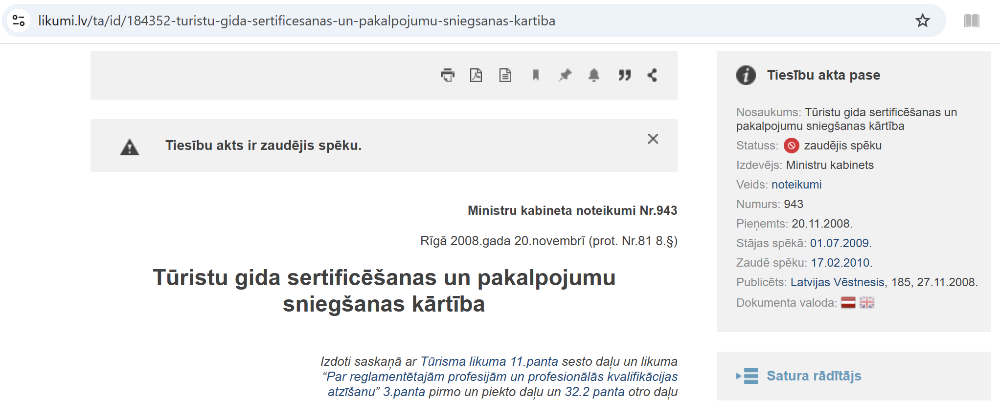 likumi.lv/ta/id/184352-turistu-gida-sertificesanas-un-pakalpojumu-sniegsanas-kartiba
Tiesību akts ir zaudējis spēku.
Ministru kabineta noteikumi Nr.943
Rīgā 2008.gada 20.novembrī (prot. Nr.81 8.§)
Tūristu gida sertificēšanas un pakalpojumu
sniegšanas kārtība
Izdoti saskaņā ar Tūrisma likuma 11.panta sesto daļu un likuma
“Par reglamentētajām profesijām un profesionālās kvalifikācijas
atzīšanu” 3.panta pirmo un piekto daļu un 32.2 panta otro daļu
Tiesību akta pase
Nosaukums: Tūristu gida sertificēšanas un
pakalpojumu sniegšanas kārtība
Statuss: zaudējis spēku
Izdevējs: Ministru kabinets
Veids: noteikumi
Numurs: 943
Pieņemts: 20.11.2008.
Stājas spēkā: 01.07.2009.
Zaudē spēku: 17.02.2010.
Publicēts: Latvijas Vēstnesis, 185, 27.11.2008.
Dokumenta valoda:
Satura rādītājs